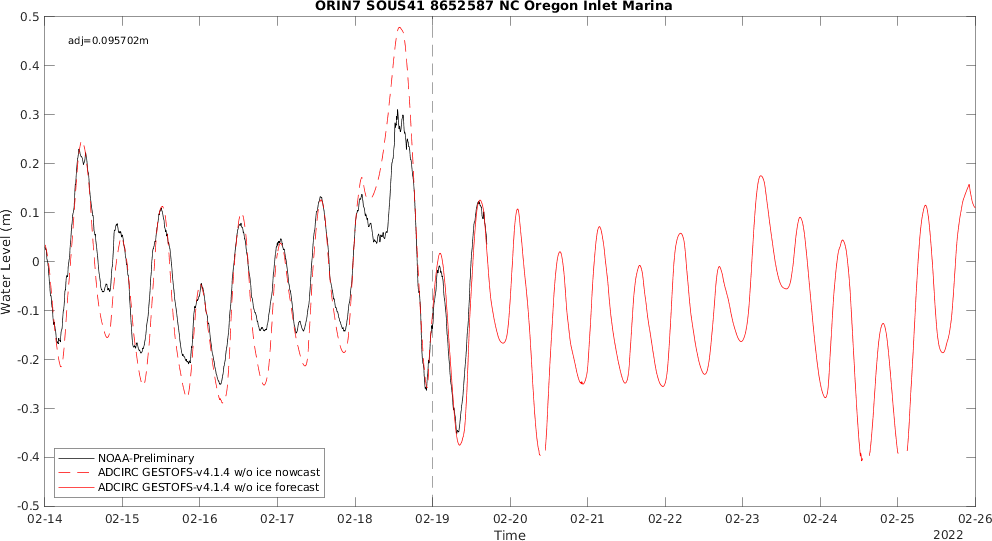 ORIN7 SOUS41 8652587 NC Oregon Inlet Marina
adj=0.095702m
0.5
0.4
0.3
0.2
0.1
0
-0.1
-0.2
-0.3
-0.4
-0.5
Water Level (m)
NOAA-Preliminary
ADCIRC GESTOFS-v4.1.4 w/o ice nowcast
ADCIRC GESTOFS-v4.1.4 w/o ice forecast
02-14 02-15 02-16 02-17 02-18 02-19 02-20 02-21 02-22 02-23 02-24 02-25 02-26
Time
2022